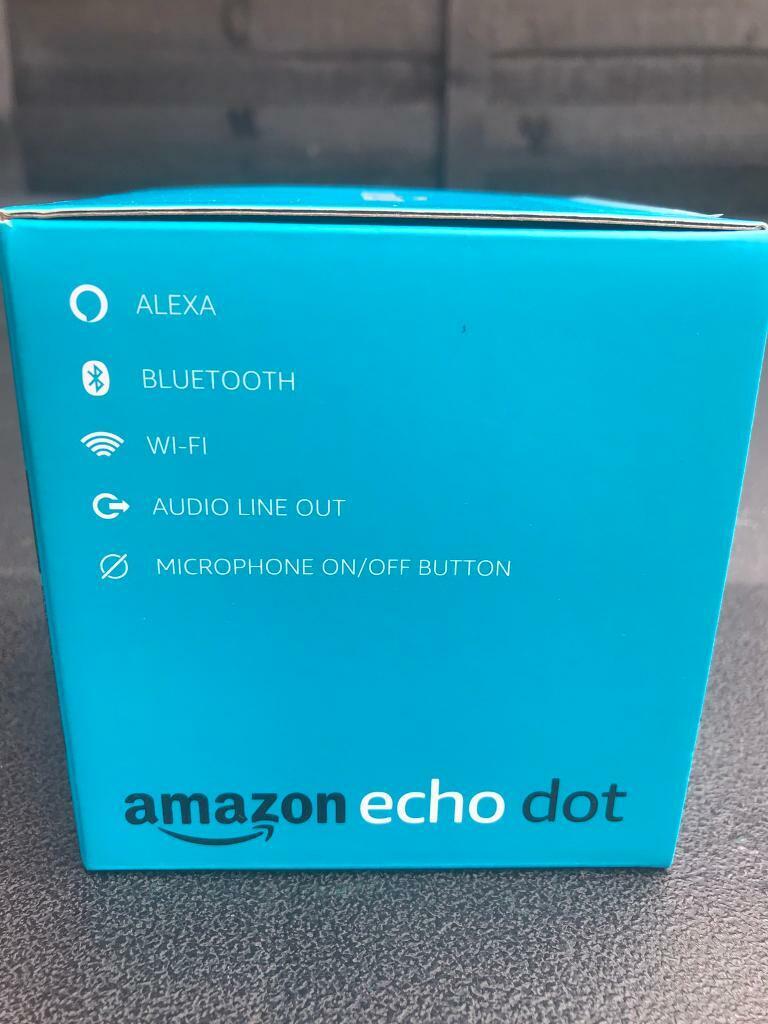 ALEXA
BLUETOOTH
WI-FI
AUDIO LINE OUT
MICROPHONE ON/OFF BUTTON
amazon echo dot